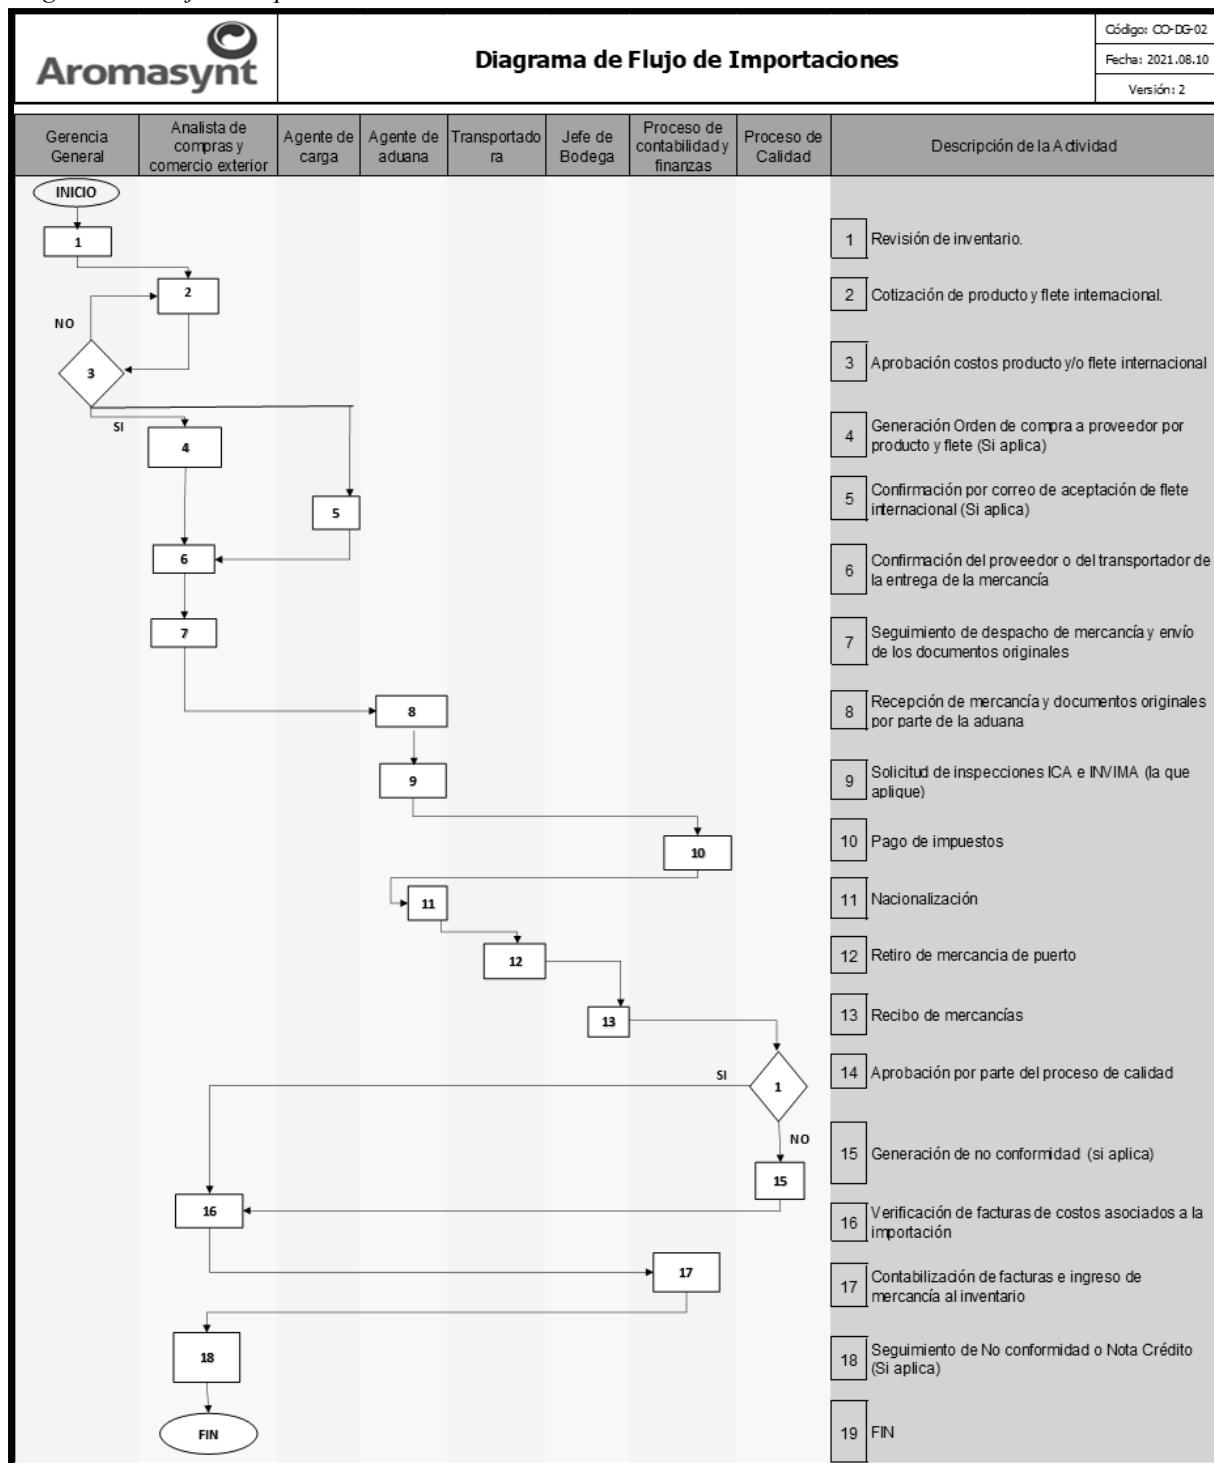 Aromasynt
Diagrama de Flujo de Importaciones
Código: CO-DG-02
Fecha: 2021.08.10
Versión: 2
Gerencia
General
Analista de
compras y
comercio exterior
Agente de
carga
Agente de
aduana
Transportado
ra
Jefe de
Bodega
Proceso de
contabilidad y
finanzas
Proceso de
Calidad
Descripción de la Actividad
INICIO
1
1 Revisión de inventario.
2
2 Cotización de producto y flete internacional.
NO
3
3 Aprobación costos producto y/o flete internacional
SI
4
4 Generación Orden de compra a proveedor por
producto y flete (Si aplica)
5
5 Confirmación por correo de aceptación de flete
internacional (Si aplica)
6
6 Confirmación del proveedor o del transportador de
la entrega de la mercancía
7
7 Seguimiento de despacho de mercancía y envío
de los documentos originales
8
8 Recepción de mercancía y documentos originales
por parte de la aduana
9
9 Solicitud de inspecciones ICA e INVIMA (la que
aplique)
10
10 Pago de impuestos
11
11 Nacionalización
12
12 Retiro de mercancia de puerto
13
13 Recibo de mercancías
SI
1
14 Aprobación por parte del proceso de calidad
NO
15
15 Generación de no conformidad (si aplica)
16
16 Verificación de facturas de costos asociados a la
importación
17
17 Contabilización de facturas e ingreso de
mercancía al inventario
18
18 Seguimiento de No conformidad o Nota Crédito
(Si aplica)
FIN
19 FIN